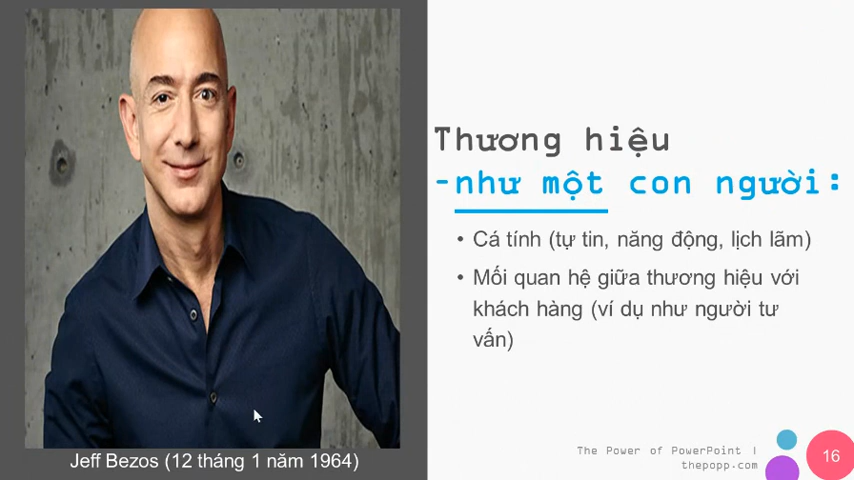 Thương hiệu
-như một con người:
• Cá tính (tự tin, năng động, lịch lãm)
• Mối quan hệ giữa thương hiệu với
khách hàng (ví dụ như người tư
vấn)
Jeff Bezos (12 tháng 1 năm 1964)
The Power of PowerPoint |
thepopp.com
16